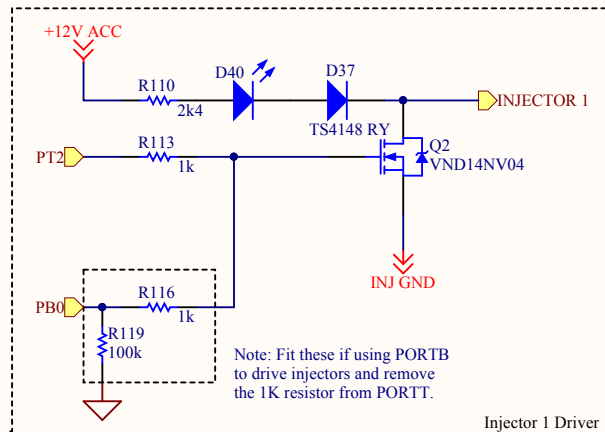 +12V ACC
D40
D37
R110
2k4
INJECTOR 1
TS4148 RY
R113
PT2
1k
Q2
VND14NV04
INJ GND
R116
PB0
1k
R119
100k
Note: Fit these if using PORTB
to drive injectors and remove
the 1K resistor from PORTT.
Injector 1 Driver